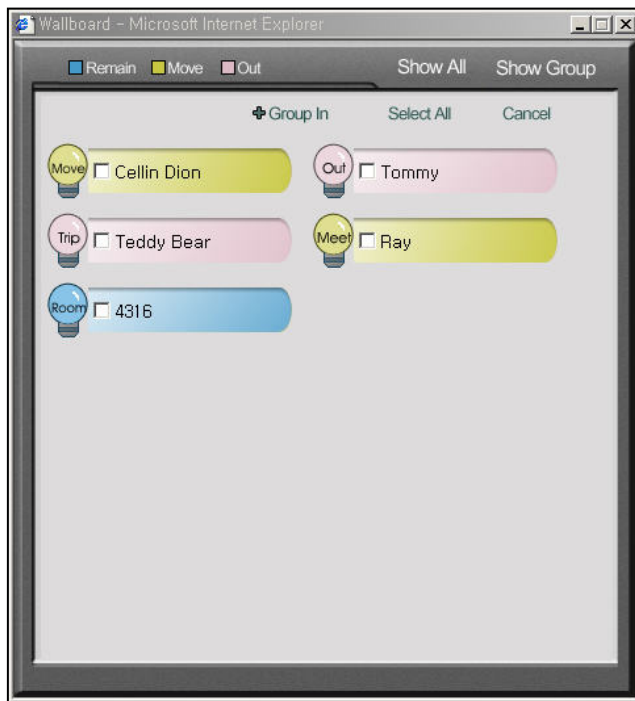 Wallboard - Microsoft Internet Explorer
Remain Move Out Show All Show Group
Group In Select All Cancel
Move Cellin Dion Out Tommy
Trip Teddy Bear Meet Ray
Room 4316